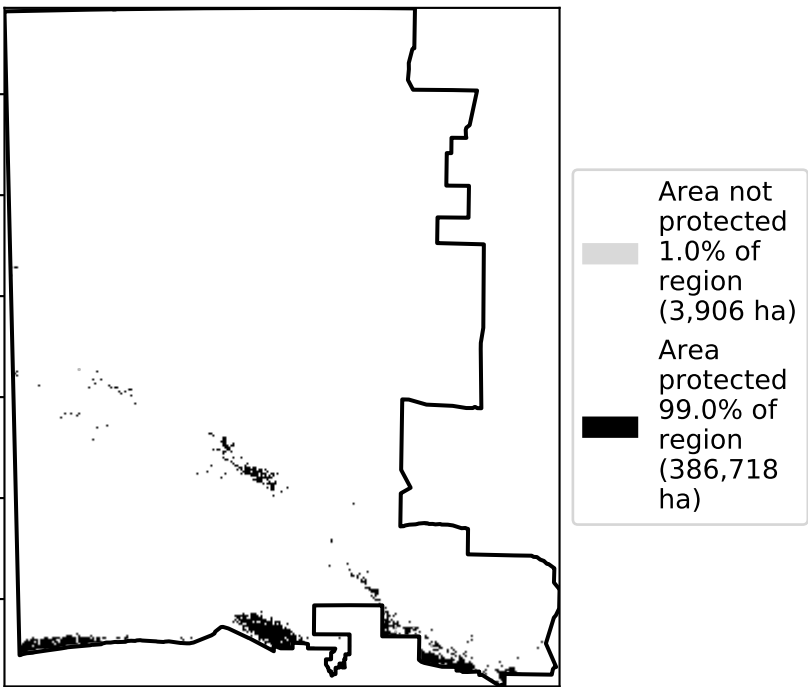 Area not
protected
1.0% of
region
(3,906 ha)
Area
protected
99.0% of
region
(386,718
ha)